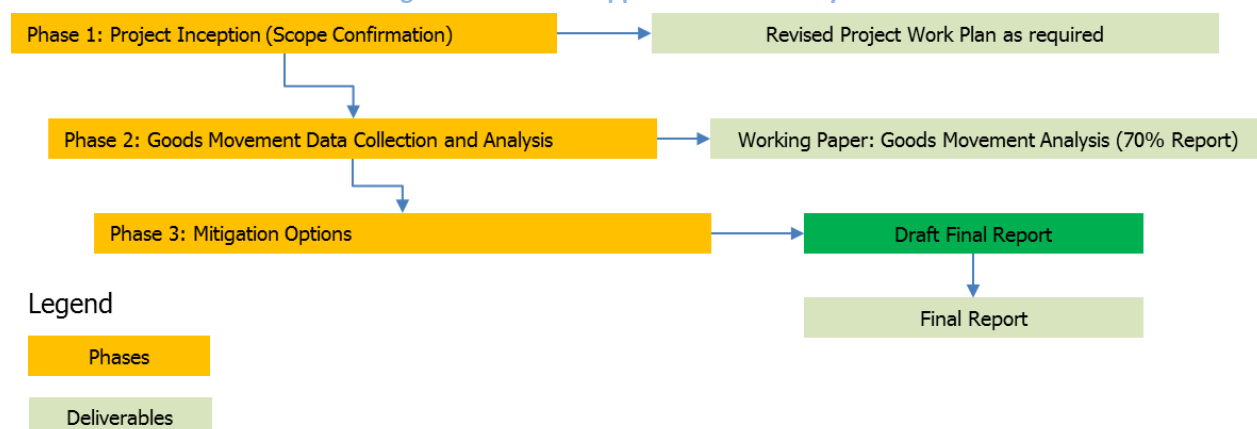 Phase 1: Project Inception (Scope Confirmation)
Revised Project Work Plan as required
Phase 2: Goods Movement Data Collection and Analysis
Working Paper: Goods Movement Analysis (70% Report)
Phase 3: Mitigation Options
Draft Final Report
Final Report
Legend
Phases
Deliverables